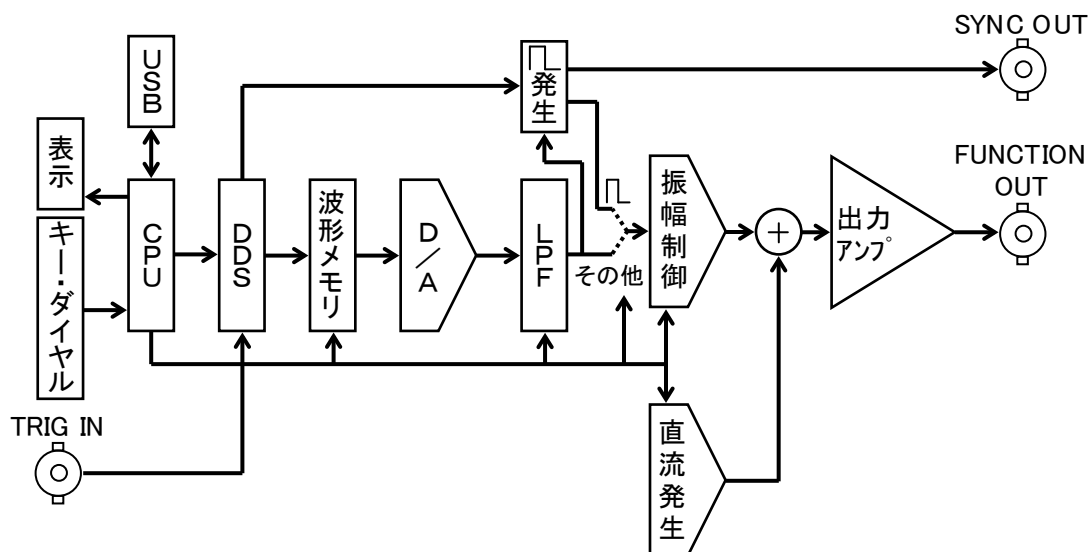 SYNC OUT
USB
発生
表示
FUNCTION
OUT
CPU
DDS
波形メモリ
D/A
LPF
その他
振幅制御
+
出力
アンプ
キー・ダイヤル
TRIG IN
直流発生